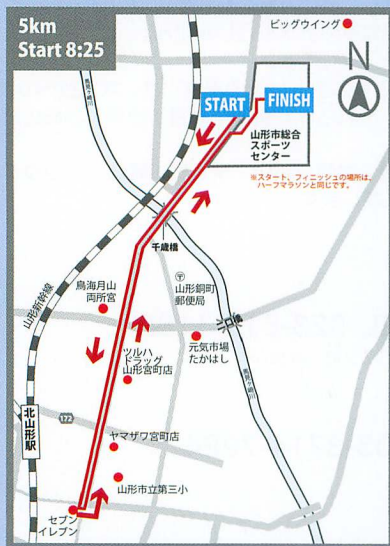 5km
Start 8:25
ビッグウイング
N
START
FINISH
山形市総合
スポーツ
センター
※スタート、フィニッシュの場所は、
ハーフマラソンと同じです。
千歳橋
鳥海月山
両所宮
〒
山形銅町
郵便局
山形新幹線
元気市場
たかはし
ツルハ
ドラッグ
山形宮町店
北山形駅
172
ヤマザワ宮町店
山形市立第三小
セブン
イレブン